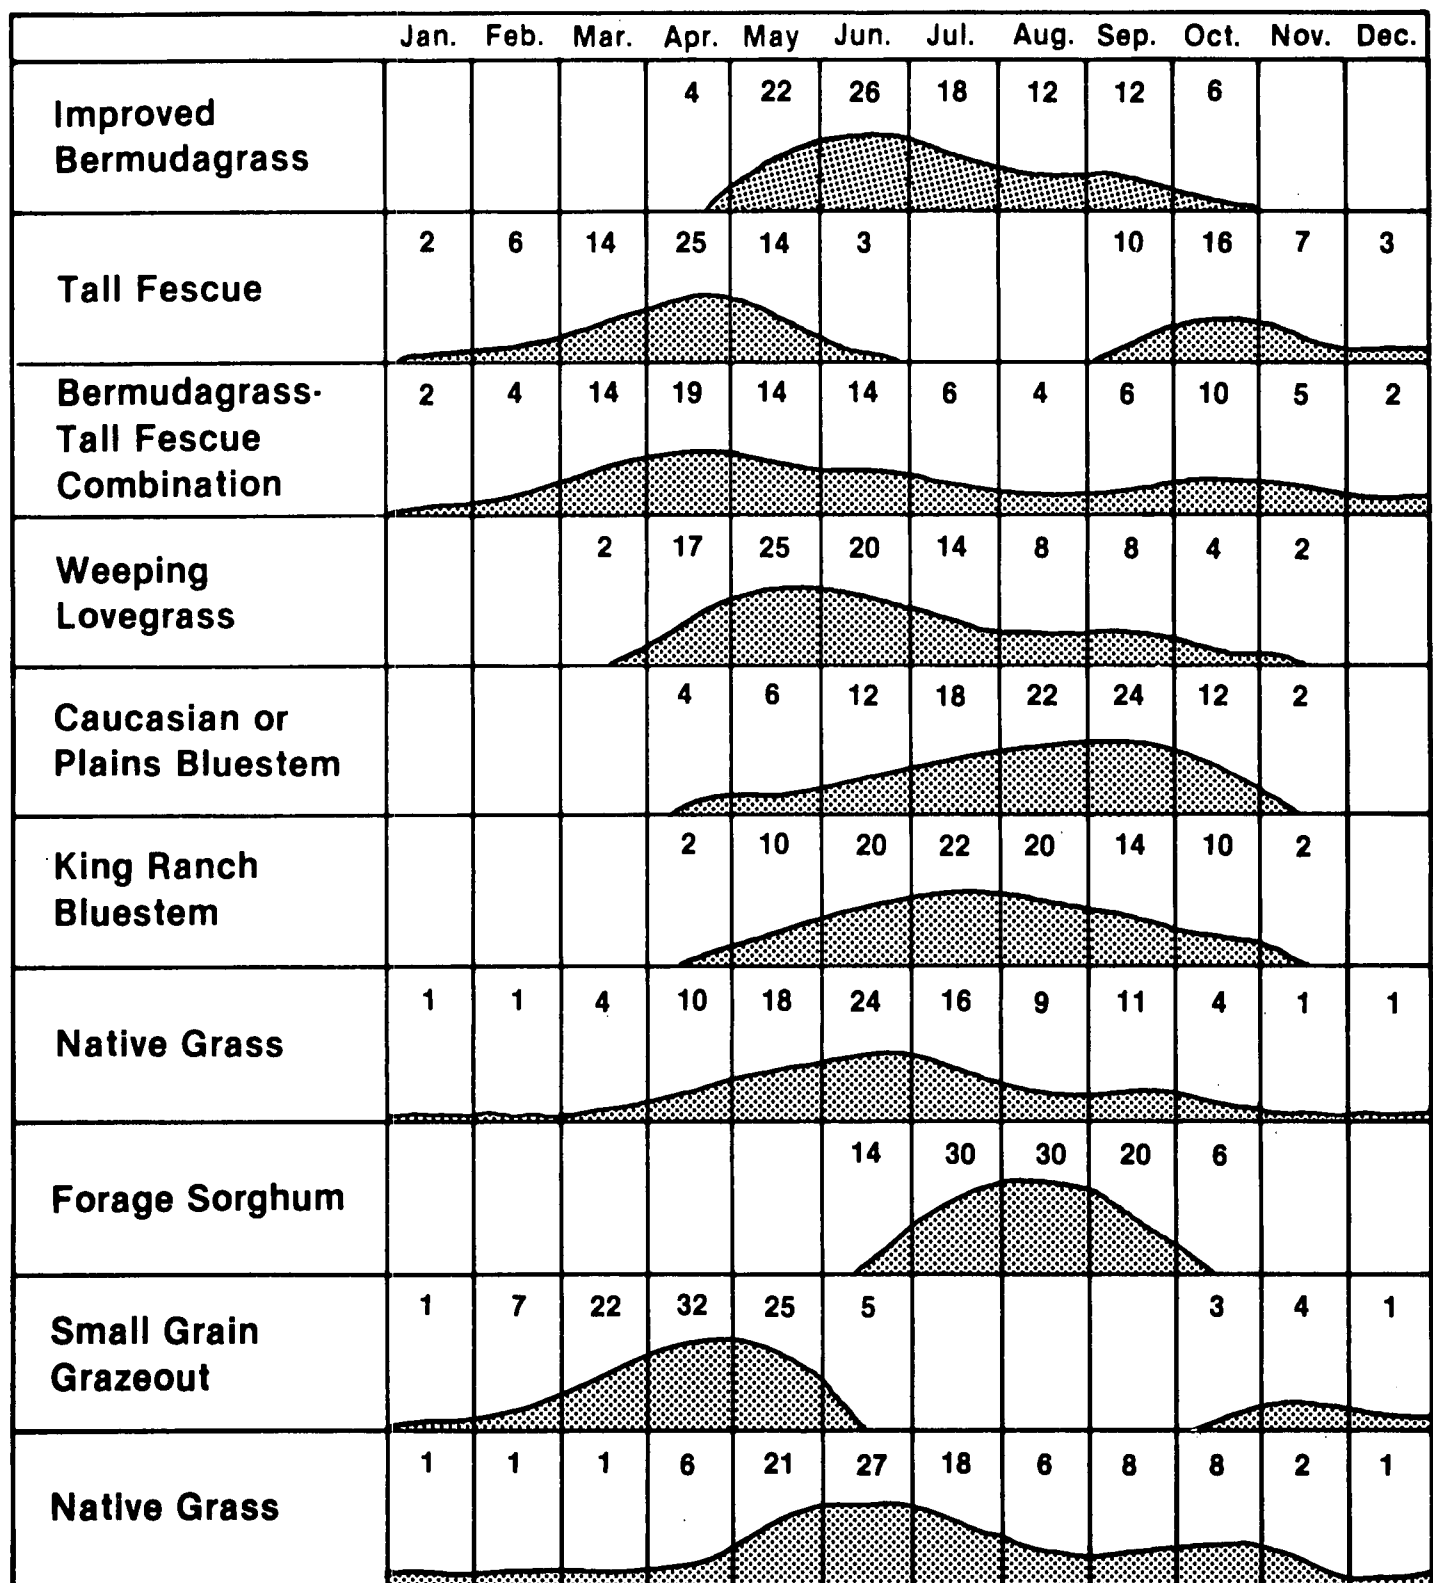 Jan. Feb. Mar. Apr. May Jun. Jul. Aug. Sep. Oct. Nov. Dec.
Improved
Bermudagrass
4 22 26 18 12 12 6
Tall Fescue
2 6 14 25 14 3 10 16 7 3
Bermudagrass-
Tall Fescue
Combination
2 4 14 19 14 14 6 4 6 10 5 2
Weeping
Lovegrass
2 17 25 20 14 8 8 4 2
Caucasian or
Plains Bluestem
4 6 12 18 22 24 12 2
King Ranch
Bluestem
2 10 20 22 20 14 10 2
Native Grass
1 1 4 10 18 24 16 9 11 4 1 1
Forage Sorghum
14 30 30 20 6
Small Grain
Grazeout
1 7 22 32 25 5 3 4 1
Native Grass
1 1 1 6 21 27 18 6 8 8 2 1